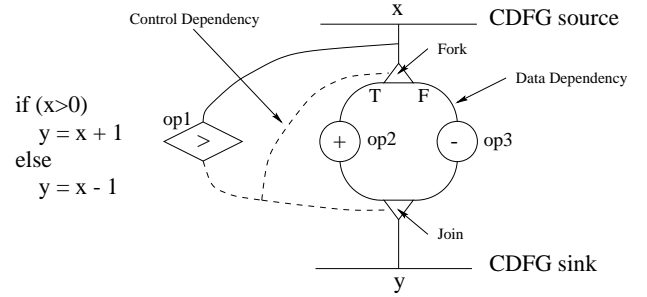 x
CDFG source
Control Dependency
Fork
T F
Data Dependency
if (x>0)
y = x + 1
else
y = x - 1
op1
>
+
op2
-
op3
Join
CDFG sink
y